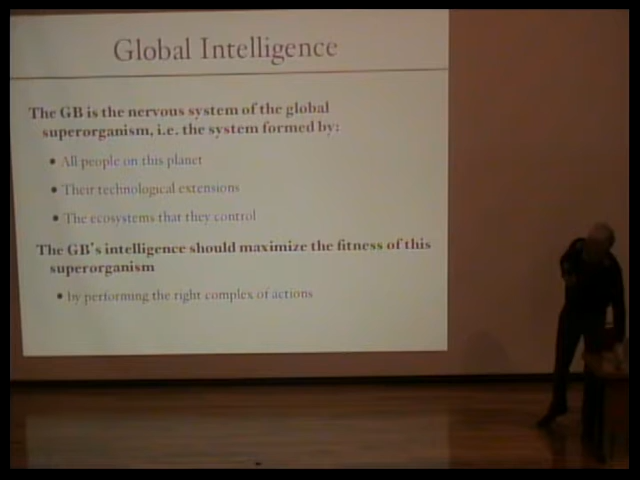 Global Intelligence
The GB is the nervous system of the global
superorganism, i.e. the system formed by:
• All people on this planet
• Their technological extensions
• The ecosystems that they control
The GB's intelligence should maximize the fitness of this
superorganism
• by performing the right complex of actions